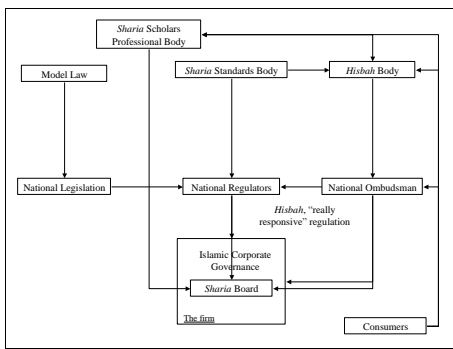 Sharia Scholars
Professional Body
Model Law
Sharia Standards Body
Hisbah Body
National Legislation
National Regulators
National Ombudsman
Hisbah, “really
responsive” regulation
Islamic Corporate
Governance
Sharia Board
The firm
Consumers